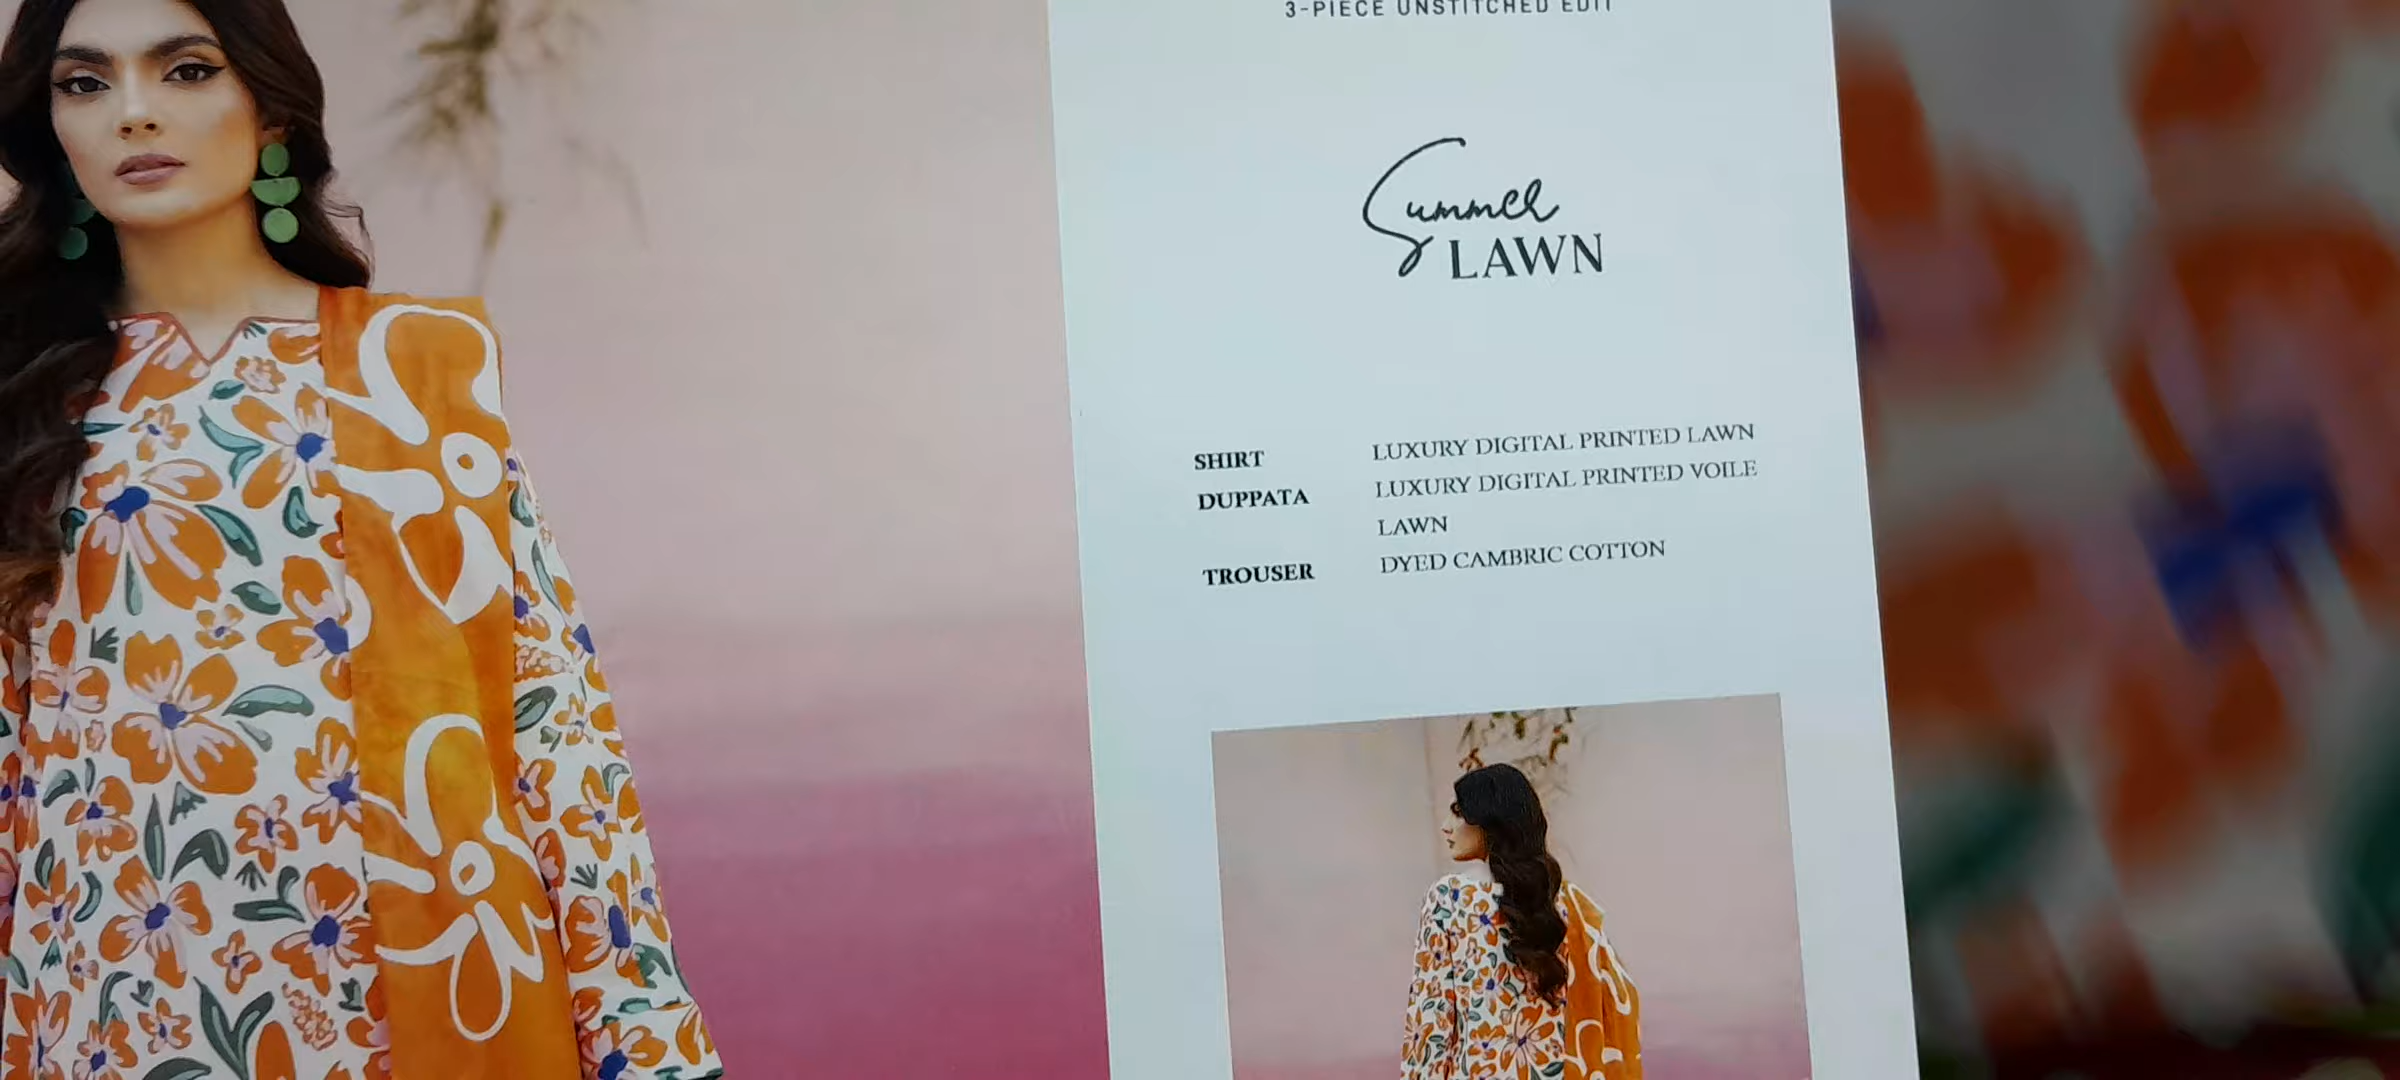 3-PIECE UNSTITCHED EDIT
Summer
LAWN
SHIRT LUXURY DIGITAL PRINTED LAWN
DUPPATA LUXURY DIGITAL PRINTED VOILE
LAWN
TROUSER DYED CAMBRIC COTTON